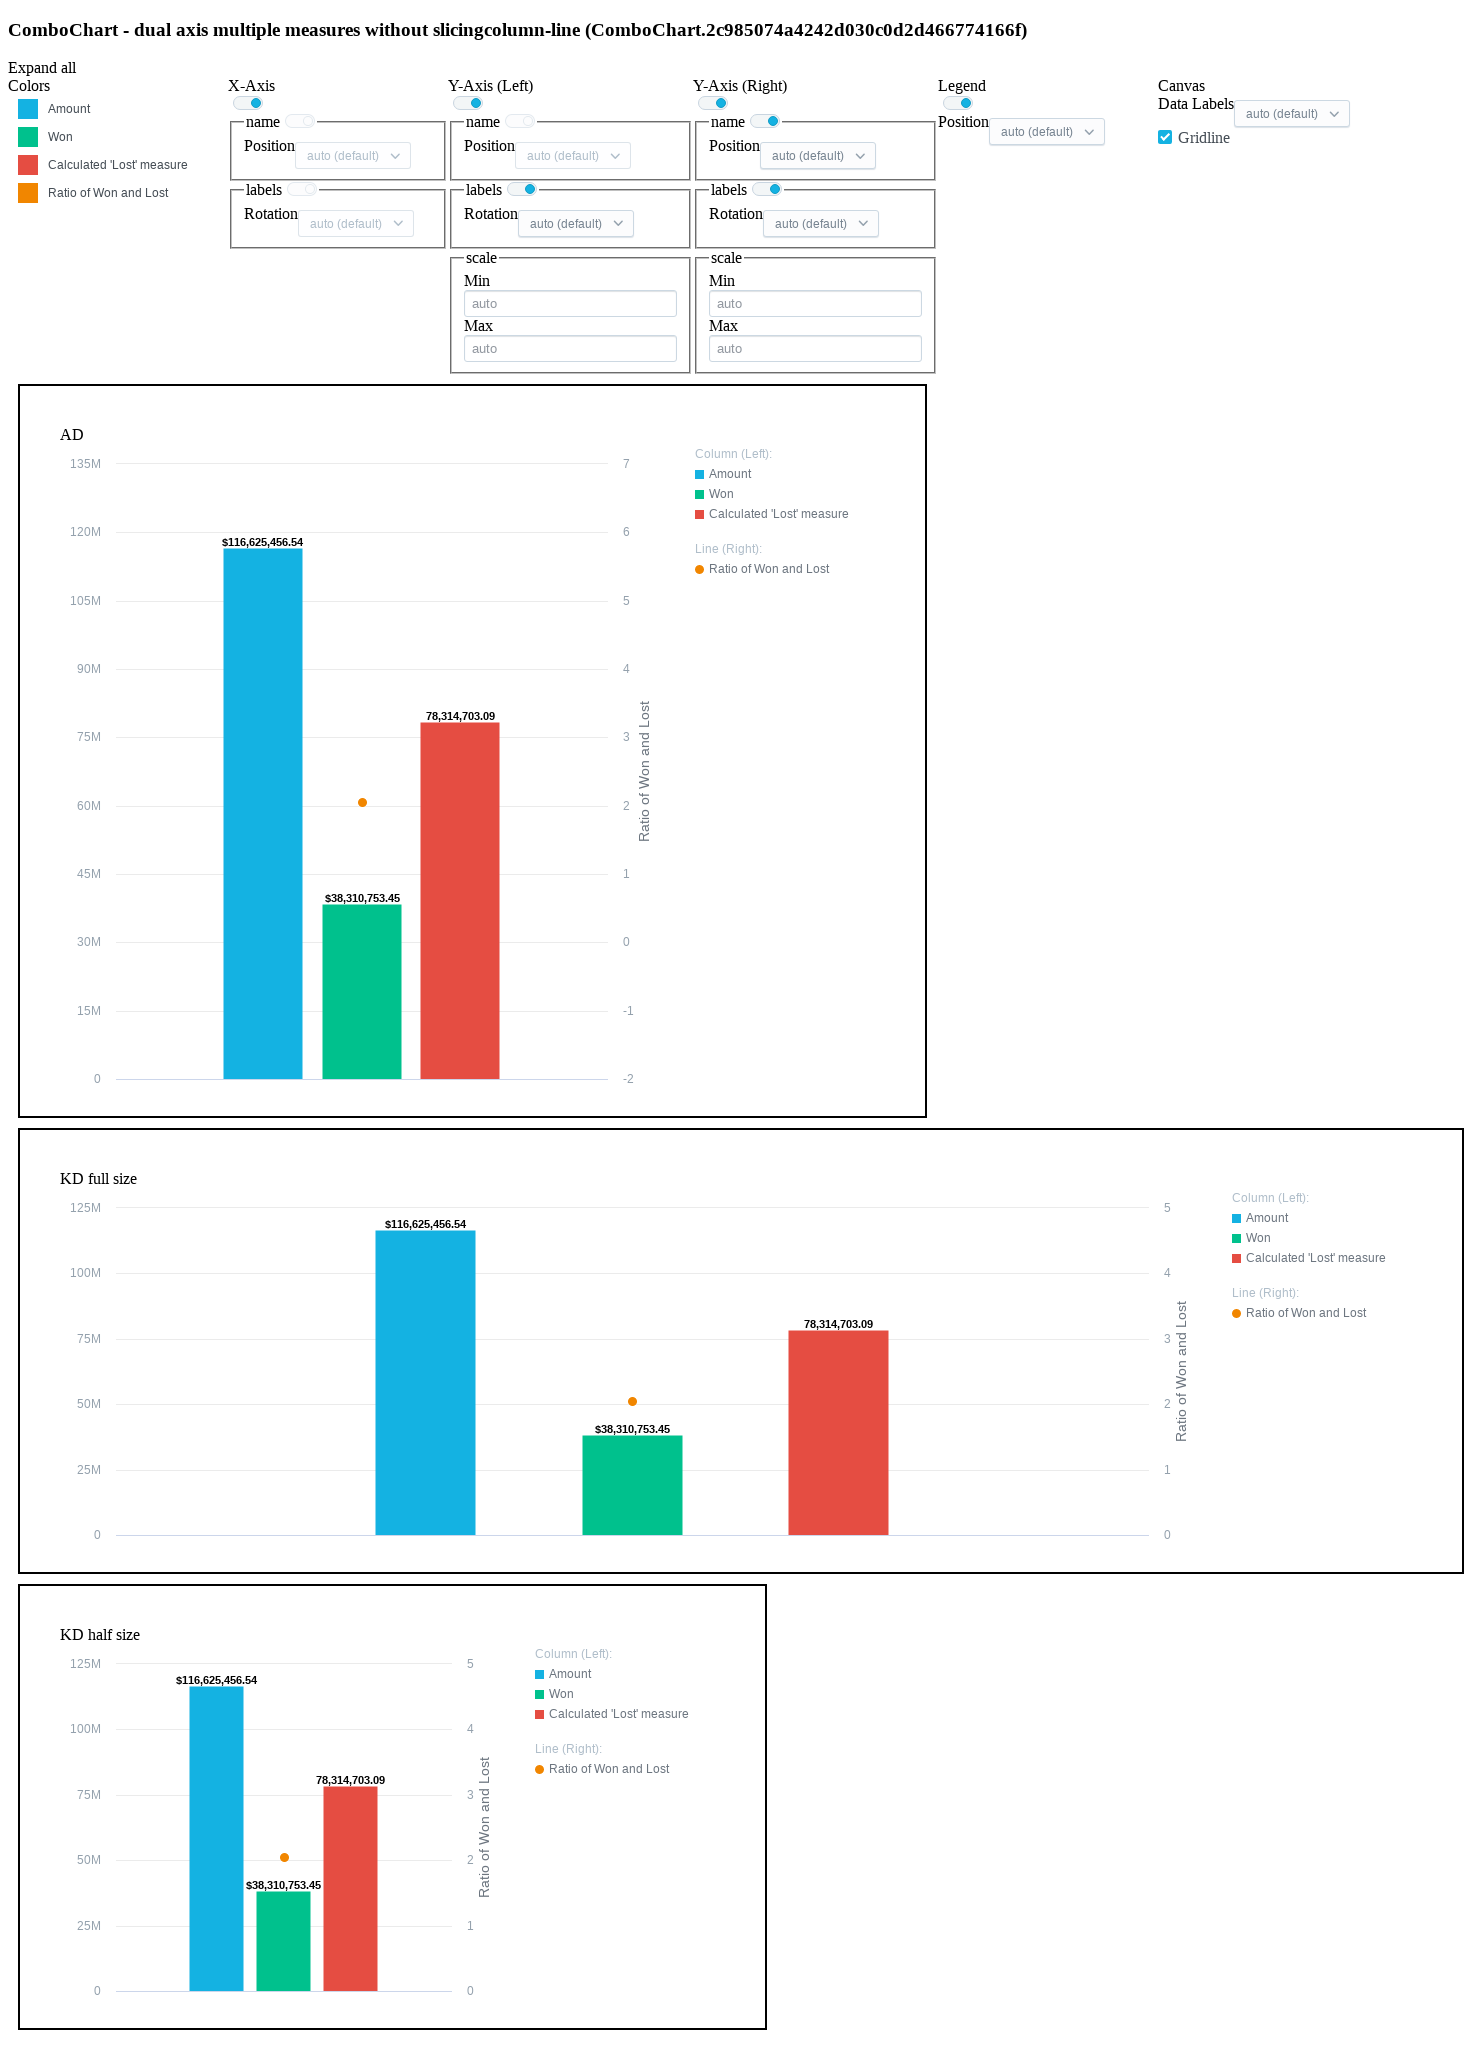 ComboChart - dual axis multiple measures without slicingcolumn-line (ComboChart.2c985074a4242d030c0d2d466774166f)
Expand all
Colors
Amount
Won
Calculated 'Lost' measure
Ratio of Won and Lost
X-Axis
name
Position auto (default)
labels
Rotation auto (default)
Y-Axis (Left)
name
Position auto (default)
labels
Rotation auto (default)
scale
Min
auto
Max
auto
Y-Axis (Right)
name
Position auto (default)
labels
Rotation auto (default)
scale
Min
auto
Max
auto
Legend
Position auto (default)
Canvas
Data Labels auto (default)
Gridline
AD
135M
120M
105M
90M
75M
60M
45M
30M
15M
0
$116,625,456.54
$38,310,753.45
78,314,703.09
7
6
5
4
3
2
1
0
-1
-2
Ratio of Won and Lost
Column (Left):
Amount
Won
Calculated 'Lost' measure
Line (Right):
Ratio of Won and Lost
KD full size
125M
100M
75M
50M
25M
0
$116,625,456.54
$38,310,753.45
78,314,703.09
5
4
3
2
1
0
Ratio of Won and Lost
Column (Left):
Amount
Won
Calculated 'Lost' measure
Line (Right):
Ratio of Won and Lost
KD half size
125M
100M
75M
50M
25M
0
$116,625,456.54
$38,310,753.45
78,314,703.09
5
4
3
2
1
0
Ratio of Won and Lost
Column (Left):
Amount
Won
Calculated 'Lost' measure
Line (Right):
Ratio of Won and Lost